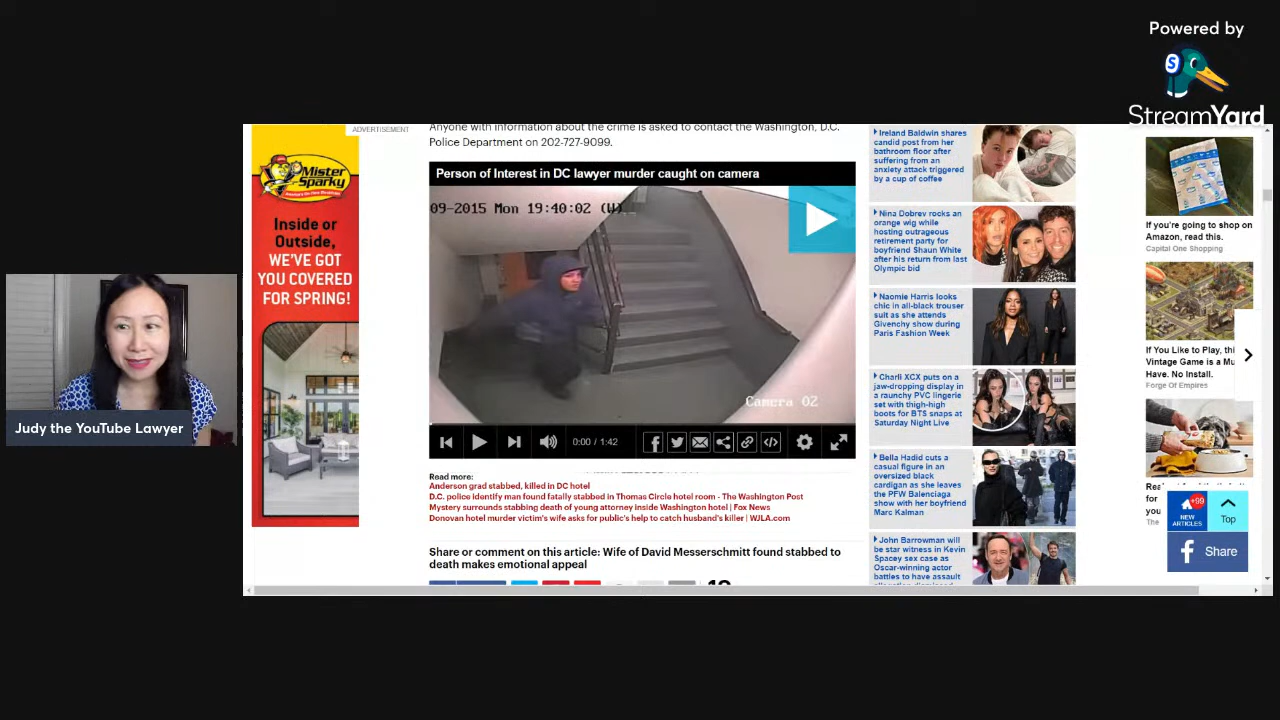 Powered by
S
StreamYard
ADVERTISEMENT
Mister
Sparky
Inside or
Outside,
WE'VE GOT
YOU COVERED
FOR SPRING!
Judy the YouTube Lawyer
Anyone with information about the crime is asked to contact the Washington, D.C.
Police Department on 202-727-9099.
Person of Interest in DC lawyer murder caught on camera
09-2015 Mon 19:40:02 (W)
Camera 02
0:00 / 1:42
Read more:
Anderson grad stabbed, killed in DC hotel
D.C. police identify man found fatally stabbed in Thomas Circle hotel room - The Washington Post
Mystery surrounds stabbing death of young attorney inside Washington hotel | Fox News
Donovan hotel murder victim's wife asks for public's help to catch husband's killer | WJLA.com
Share or comment on this article: Wife of David Messerschmitt found stabbed to
death makes emotional appeal
Ireland Baldwin shares
candid post from her
bathroom floor after
suffering from an
anxiety attack triggered
by a cup of coffee
Nina Dobrev rocks an
orange wig while
hosting outrageous
retirement party for
boyfriend Shaun White
after his return from last
Olympic bid
Naomie Harris looks
chic in all-black trouser
suit as she attends
Givenchy show during
Paris Fashion Week
Charli XCX puts on a
jaw-dropping display in
a raunchy PVC lingerie
set with thigh-high
boots for BTS snaps at
Saturday Night Live
Bella Hadid cuts a
casual figure in an
oversized black
cardigan as she leaves
the PFW Balenciaga
show with her boyfriend
Marc Kalman
John Barrowman will
be star witness in Kevin
Spacey sex case as
Oscar-winning actor
battles to have assault
If you're going to shop on
Amazon, read this.
Capital One Shopping
If You Like to Play, thi
Vintage Game is a Mu
Have. No Install.
Forge Of Empires
for
you
The
+99
NEW
ARTICLES
Top
Share